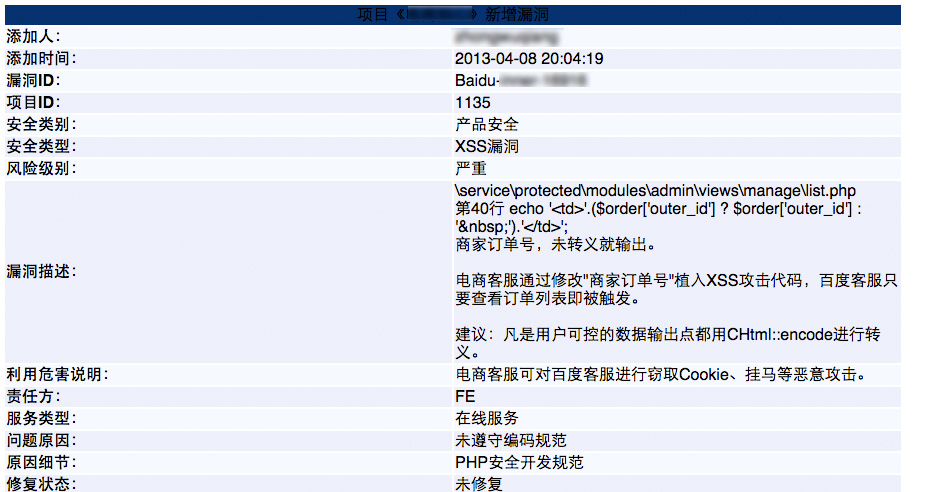 项目《》新增漏洞
添加人：
添加时间： 2013-04-08 20:04:19
漏洞ID： Baidu-
项目ID： 1135
安全类别： 产品安全
安全类型： XSS漏洞
风险级别： 严重
漏洞描述： \service\protected\modules\admin\views\manage\list.php
第40行 echo '<td>'.($order['outer_id'] ? $order['outer_id'] :
'&nbsp;').'</td>';
商家订单号，未转义就输出。
电商客服通过修改"商家订单号"植入XSS攻击代码，百度客服只
要查看订单列表即被触发。
建议：凡是用户可控的数据输出点都用CHtml::encode进行转
义。
利用危害说明： 电商客服可对百度客服进行窃取Cookie、挂马等恶意攻击。
责任方： FE
服务类型： 在线服务
问题原因： 未遵守编码规范
原因细节： PHP安全开发规范
修复状态： 未修复